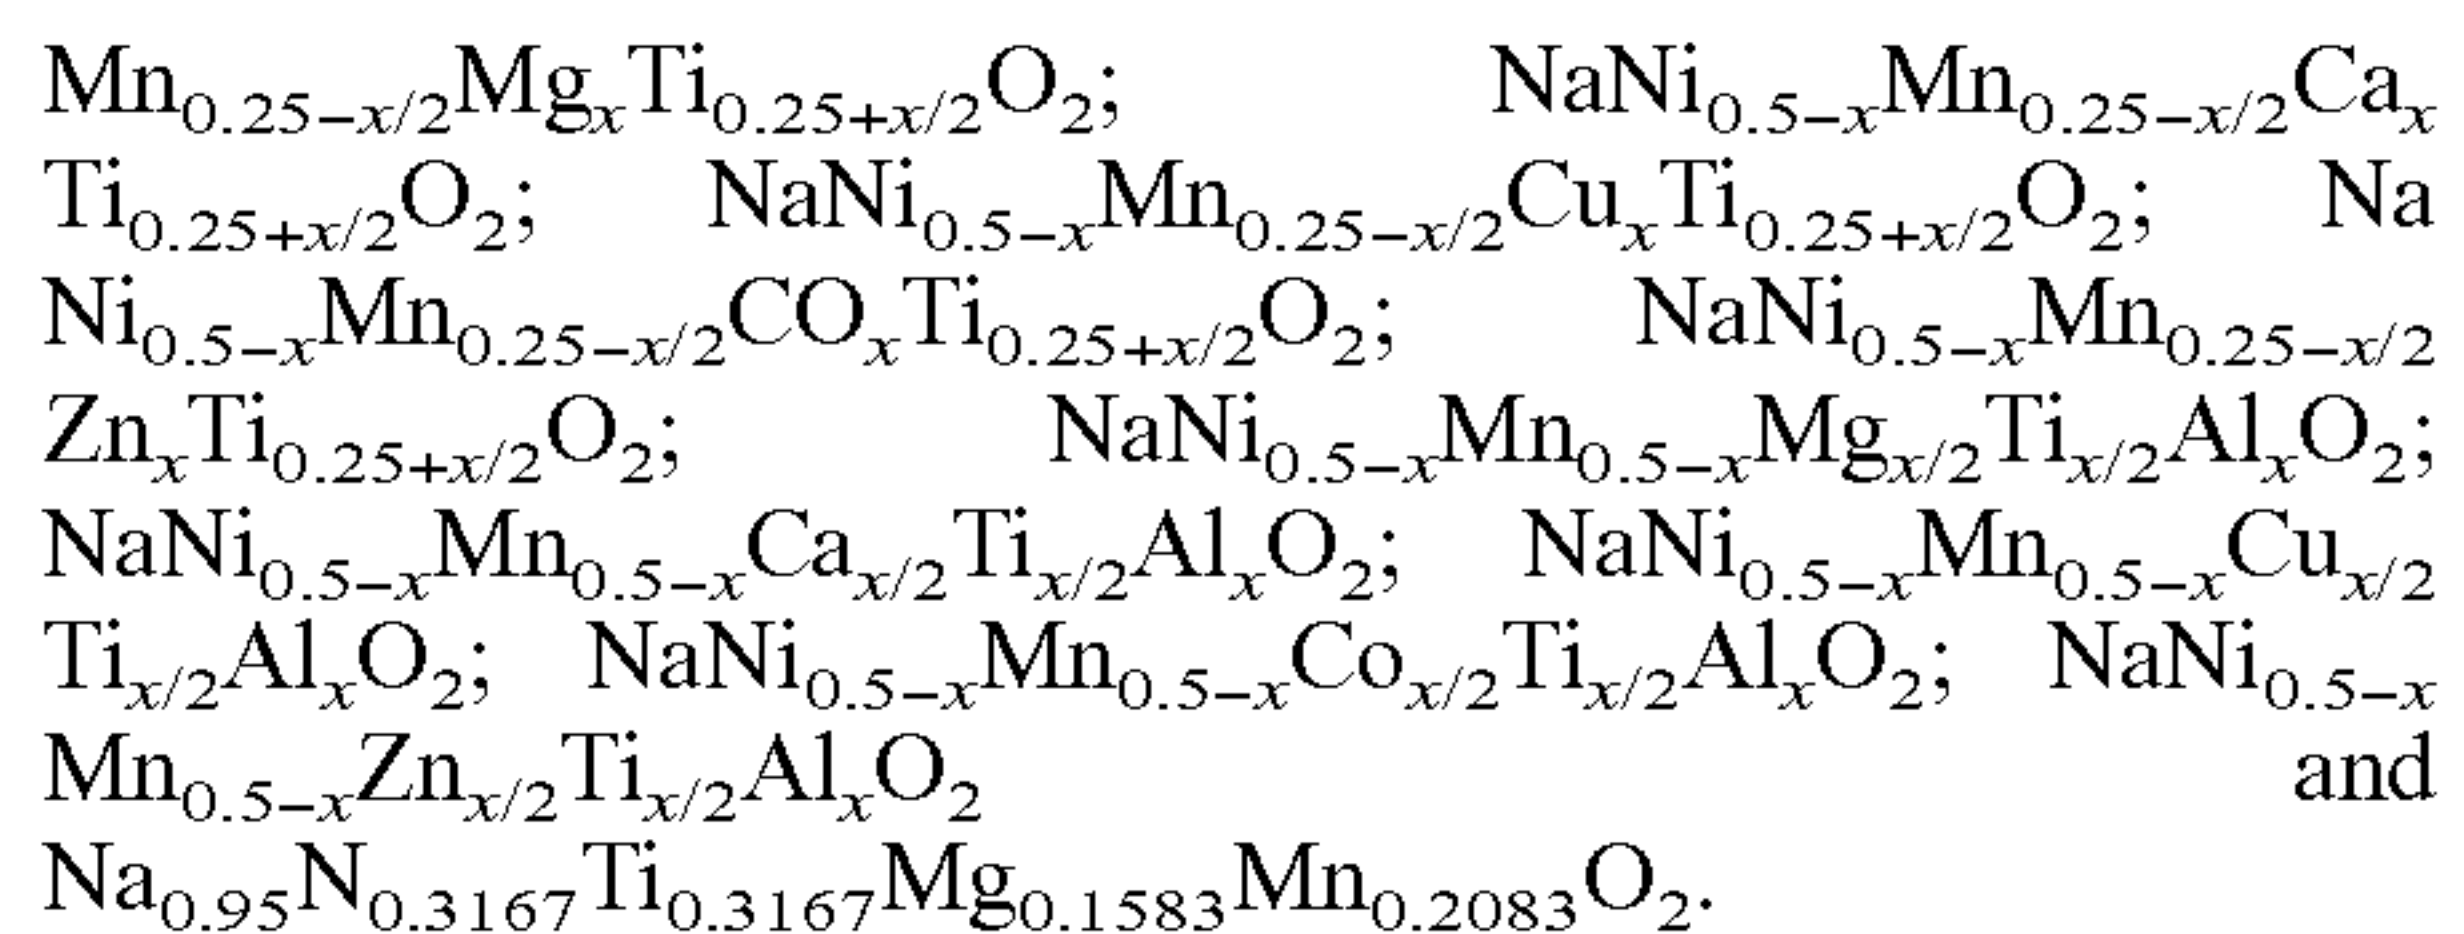 Mn₀.₂₅₋ₓ/₂MgₓTi₀.₂₅₊ₓ/₂O₂; NaNi₀.₅₋ₓMn₀.₂₅₋ₓ/₂Caₓ
Ti₀.₂₅₊ₓ/₂O₂; NaNi₀.₅₋ₓMn₀.₂₅₋ₓ/₂CuₓTi₀.₂₅₊ₓ/₂O₂; Na
Ni₀.₅₋ₓMn₀.₂₅₋ₓ/₂COₓTi₀.₂₅₊ₓ/₂O₂; NaNi₀.₅₋ₓMn₀.₂₅₋ₓ/₂
ZnₓTi₀.₂₅₊ₓ/₂O₂; NaNi₀.₅₋ₓMn₀.₅₋ₓMgₓ/₂Tiₓ/₂AlₓO₂;
NaNi₀.₅₋ₓMn₀.₅₋ₓCaₓ/₂Tiₓ/₂AlₓO₂; NaNi₀.₅₋ₓMn₀.₅₋ₓCuₓ/₂
Tiₓ/₂AlₓO₂; NaNi₀.₅₋ₓMn₀.₅₋ₓCoₓ/₂Tiₓ/₂AlₓO₂; NaNi₀.₅₋ₓ
Mn₀.₅₋ₓZnₓ/₂Tiₓ/₂AlₓO₂ and
Na₀.₉₅N₀.₃₁₆₇Ti₀.₃₁₆₇Mg₀.₁₅₈₃Mn₀.₂₀₈₃O₂.